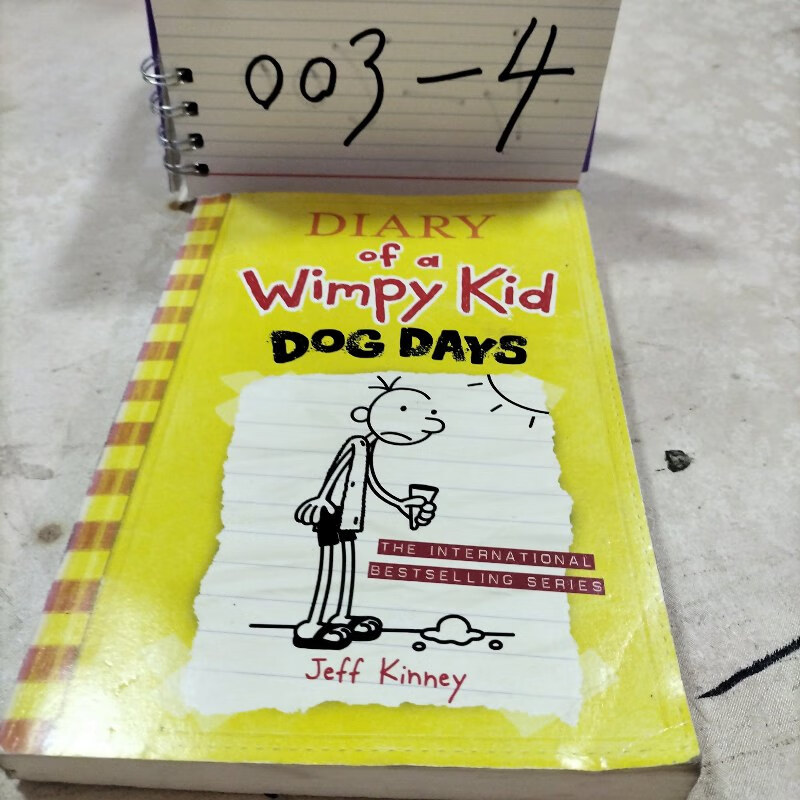 003-4
DIARY
of a
Wimpy Kid
DOG DAYS
THE INTERNATIONAL
BESTSELLING SERIES
Jeff Kinney